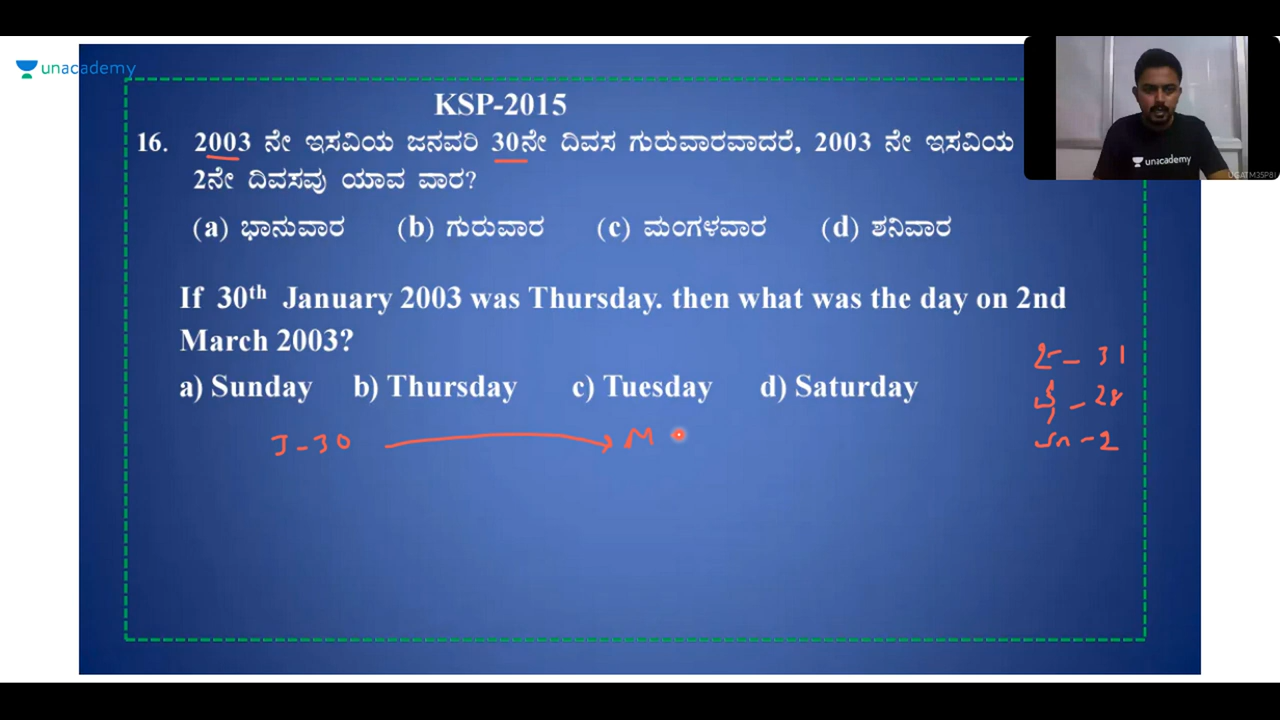 unacademy
KSP-2015
16. 2003 ನೇ ಇಸವಿಯ ಜನವರಿ 30ನೇ ದಿವಸ ಗುರುವಾರವಾದರೆ, 2003 ನೇ ಇಸವಿಯ
2ನೇ ದಿವಸವು ಯಾವ ವಾರ?
(a) ಭಾನುವಾರ (b) ಗುರುವಾರ (c) ಮಂಗಳವಾರ (d) ಶನಿವಾರ
If 30th January 2003 was Thursday. then what was the day on 2nd
March 2003?
a) Sunday b) Thursday c) Tuesday d) Saturday
J-30 M
- 31
- 28
- 2
unacademy
UGATM35P8I